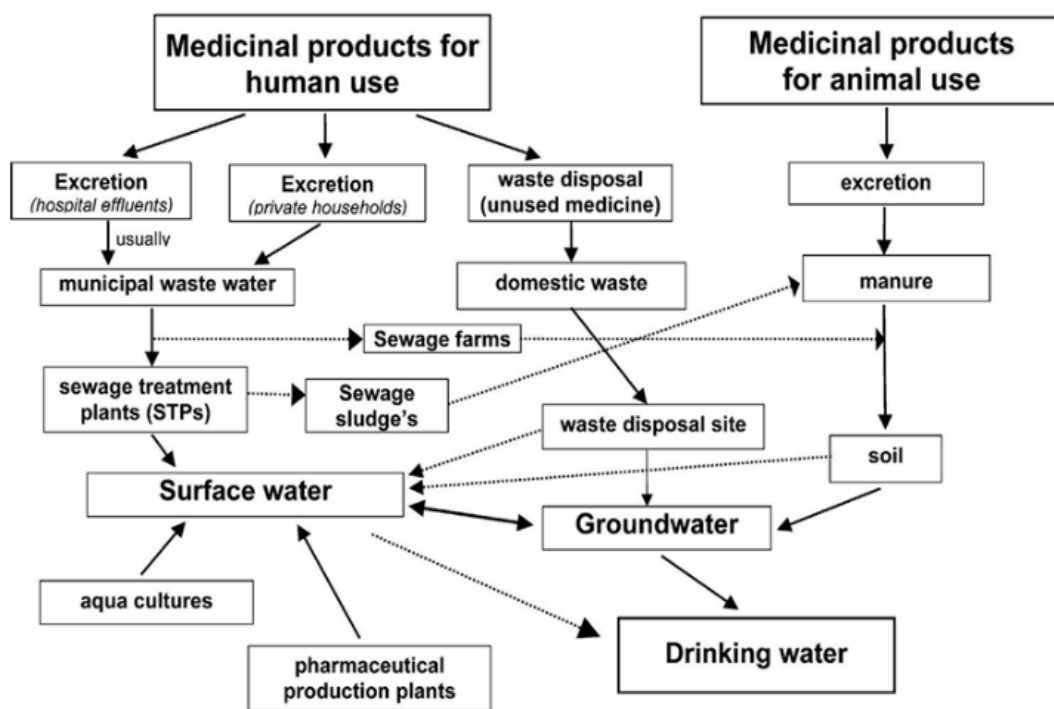 Medicinal products for
human use
Medicinal products
for animal use
Excretion
(hospital effluents)
Excretion
(private households)
waste disposal
(unused medicine)
excretion
usually
municipal waste water
domestic waste
manure
Sewage farms
sewage treatment
plants (STPs)
Sewage
sludge's
waste disposal site
soil
Surface water
Groundwater
aqua cultures
Drinking water
pharmaceutical
production plants